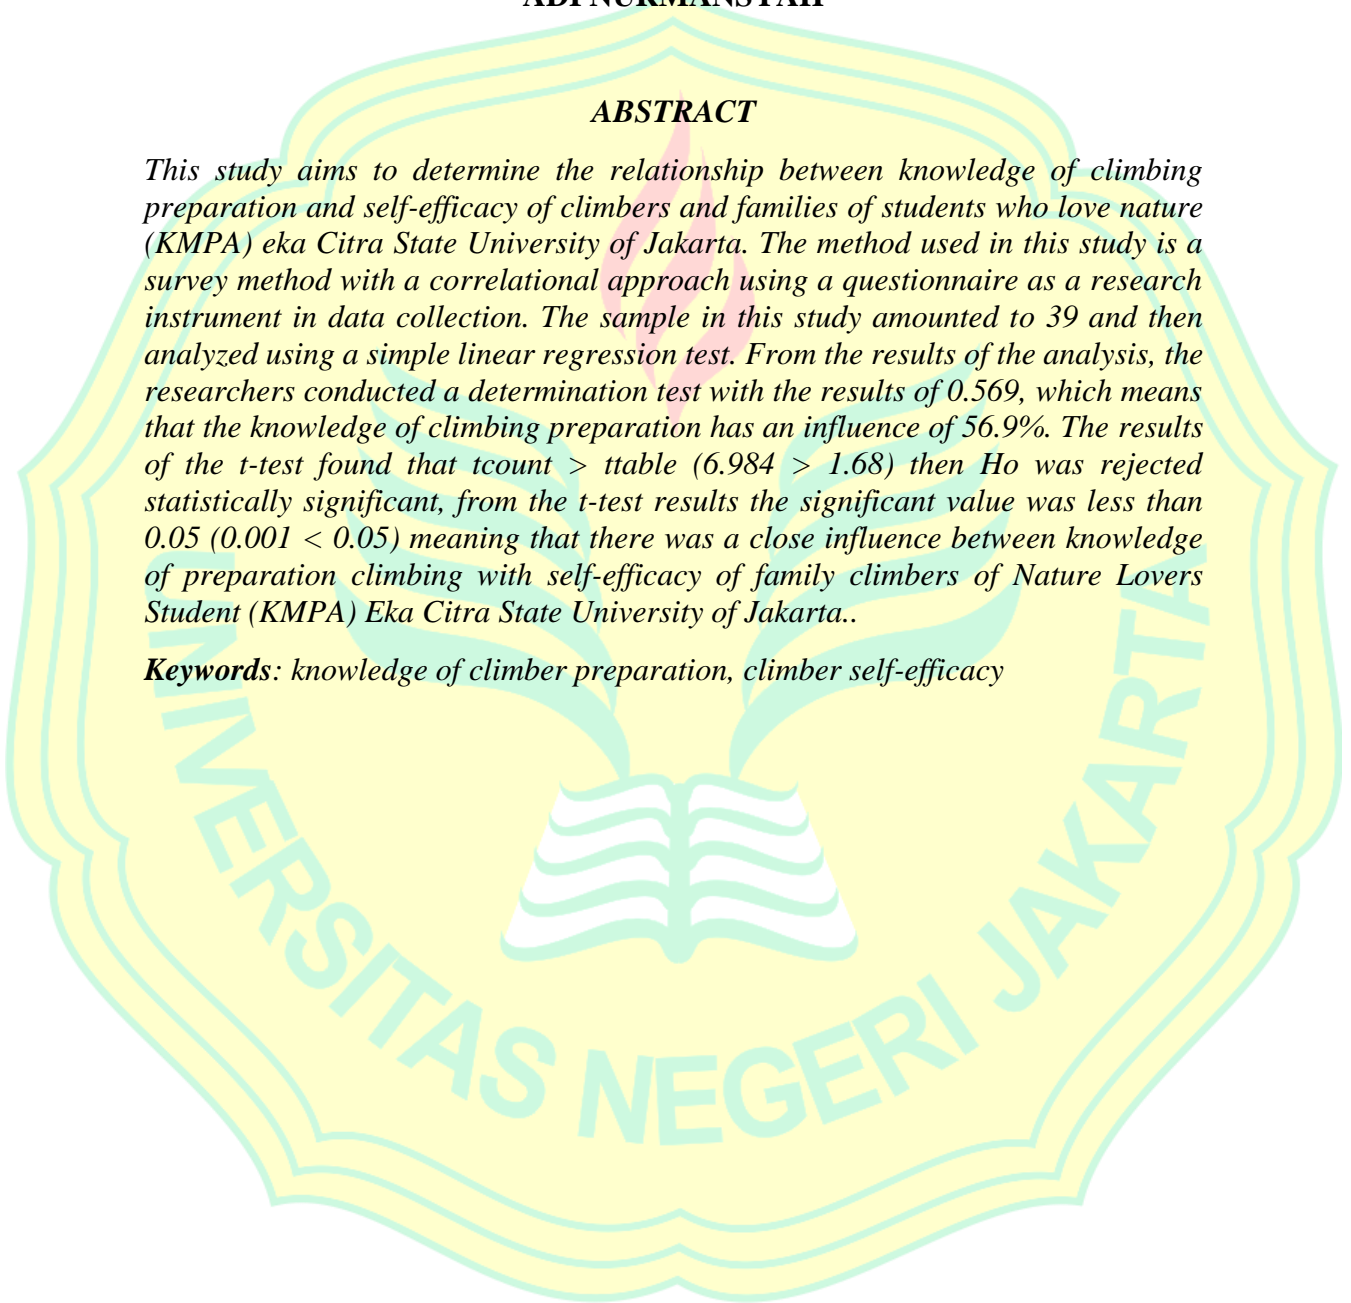 ADI NURMANSYAH
ABSTRACT
This study aims to determine the relationship between knowledge of climbing
preparation and self-efficacy of climbers and families of students who love nature
(KMPA) eka Citra State University of Jakarta. The method used in this study is a
survey method with a correlational approach using a questionnaire as a research
instrument in data collection. The sample in this study amounted to 39 and then
analyzed using a simple linear regression test. From the results of the analysis, the
researchers conducted a determination test with the results of 0.569, which means
that the knowledge of climbing preparation has an influence of 56.9%. The results
of the t-test found that tcount > ttable (6.984 > 1.68) then Ho was rejected
statistically significant, from the t-test results the significant value was less than
0.05 (0.001 < 0.05) meaning that there was a close influence between knowledge
of preparation climbing with self-efficacy of family climbers of Nature Lovers
Student (KMPA) Eka Citra State University of Jakarta..
Keywords: knowledge of climber preparation, climber self-efficacy
UNIVERSITAS NEGERI JAKARTA